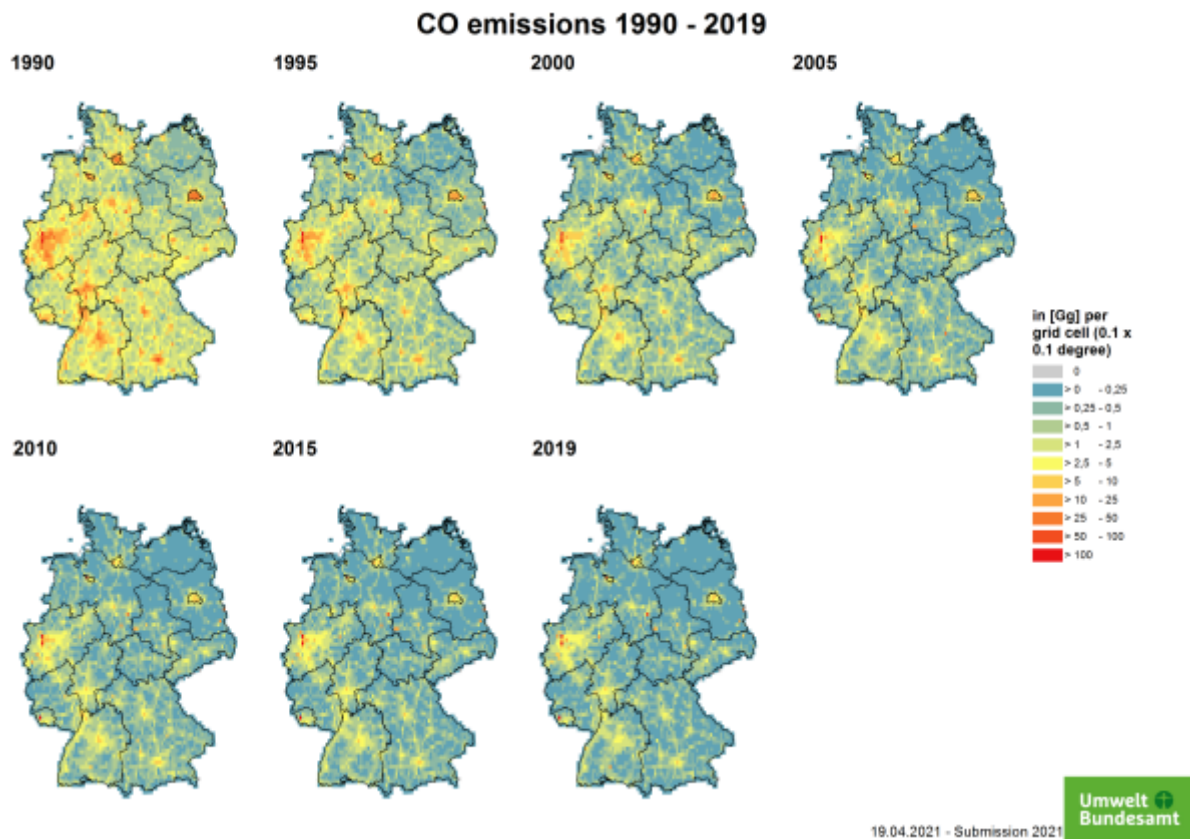 CO emissions 1990 - 2019
1990
1995
2000
2005
2010
2015
2019
in [Gg] per
grid cell (0.1 x
0.1 degree)
0
> 0 - 0,25
> 0,25 - 0,5
> 0,5 - 1
> 1 - 2,5
> 2,5 - 5
> 5 - 10
> 10 - 25
> 25 - 50
> 50 - 100
> 100
Umwelt
Bundesamt
19.04.2021 - Submission 2021